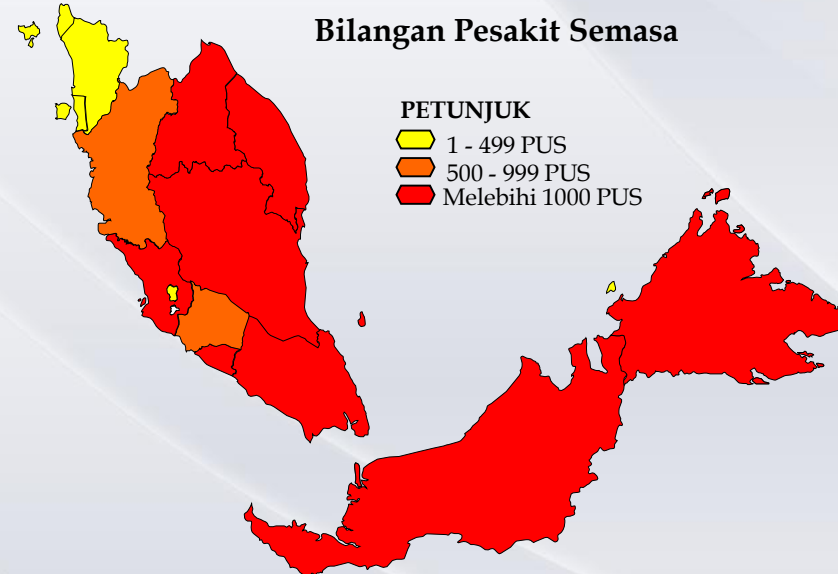 Bilangan Pesakit Semasa
PETUNJUK
1 - 499 PUS
500 - 999 PUS
Melebihi 1000 PUS